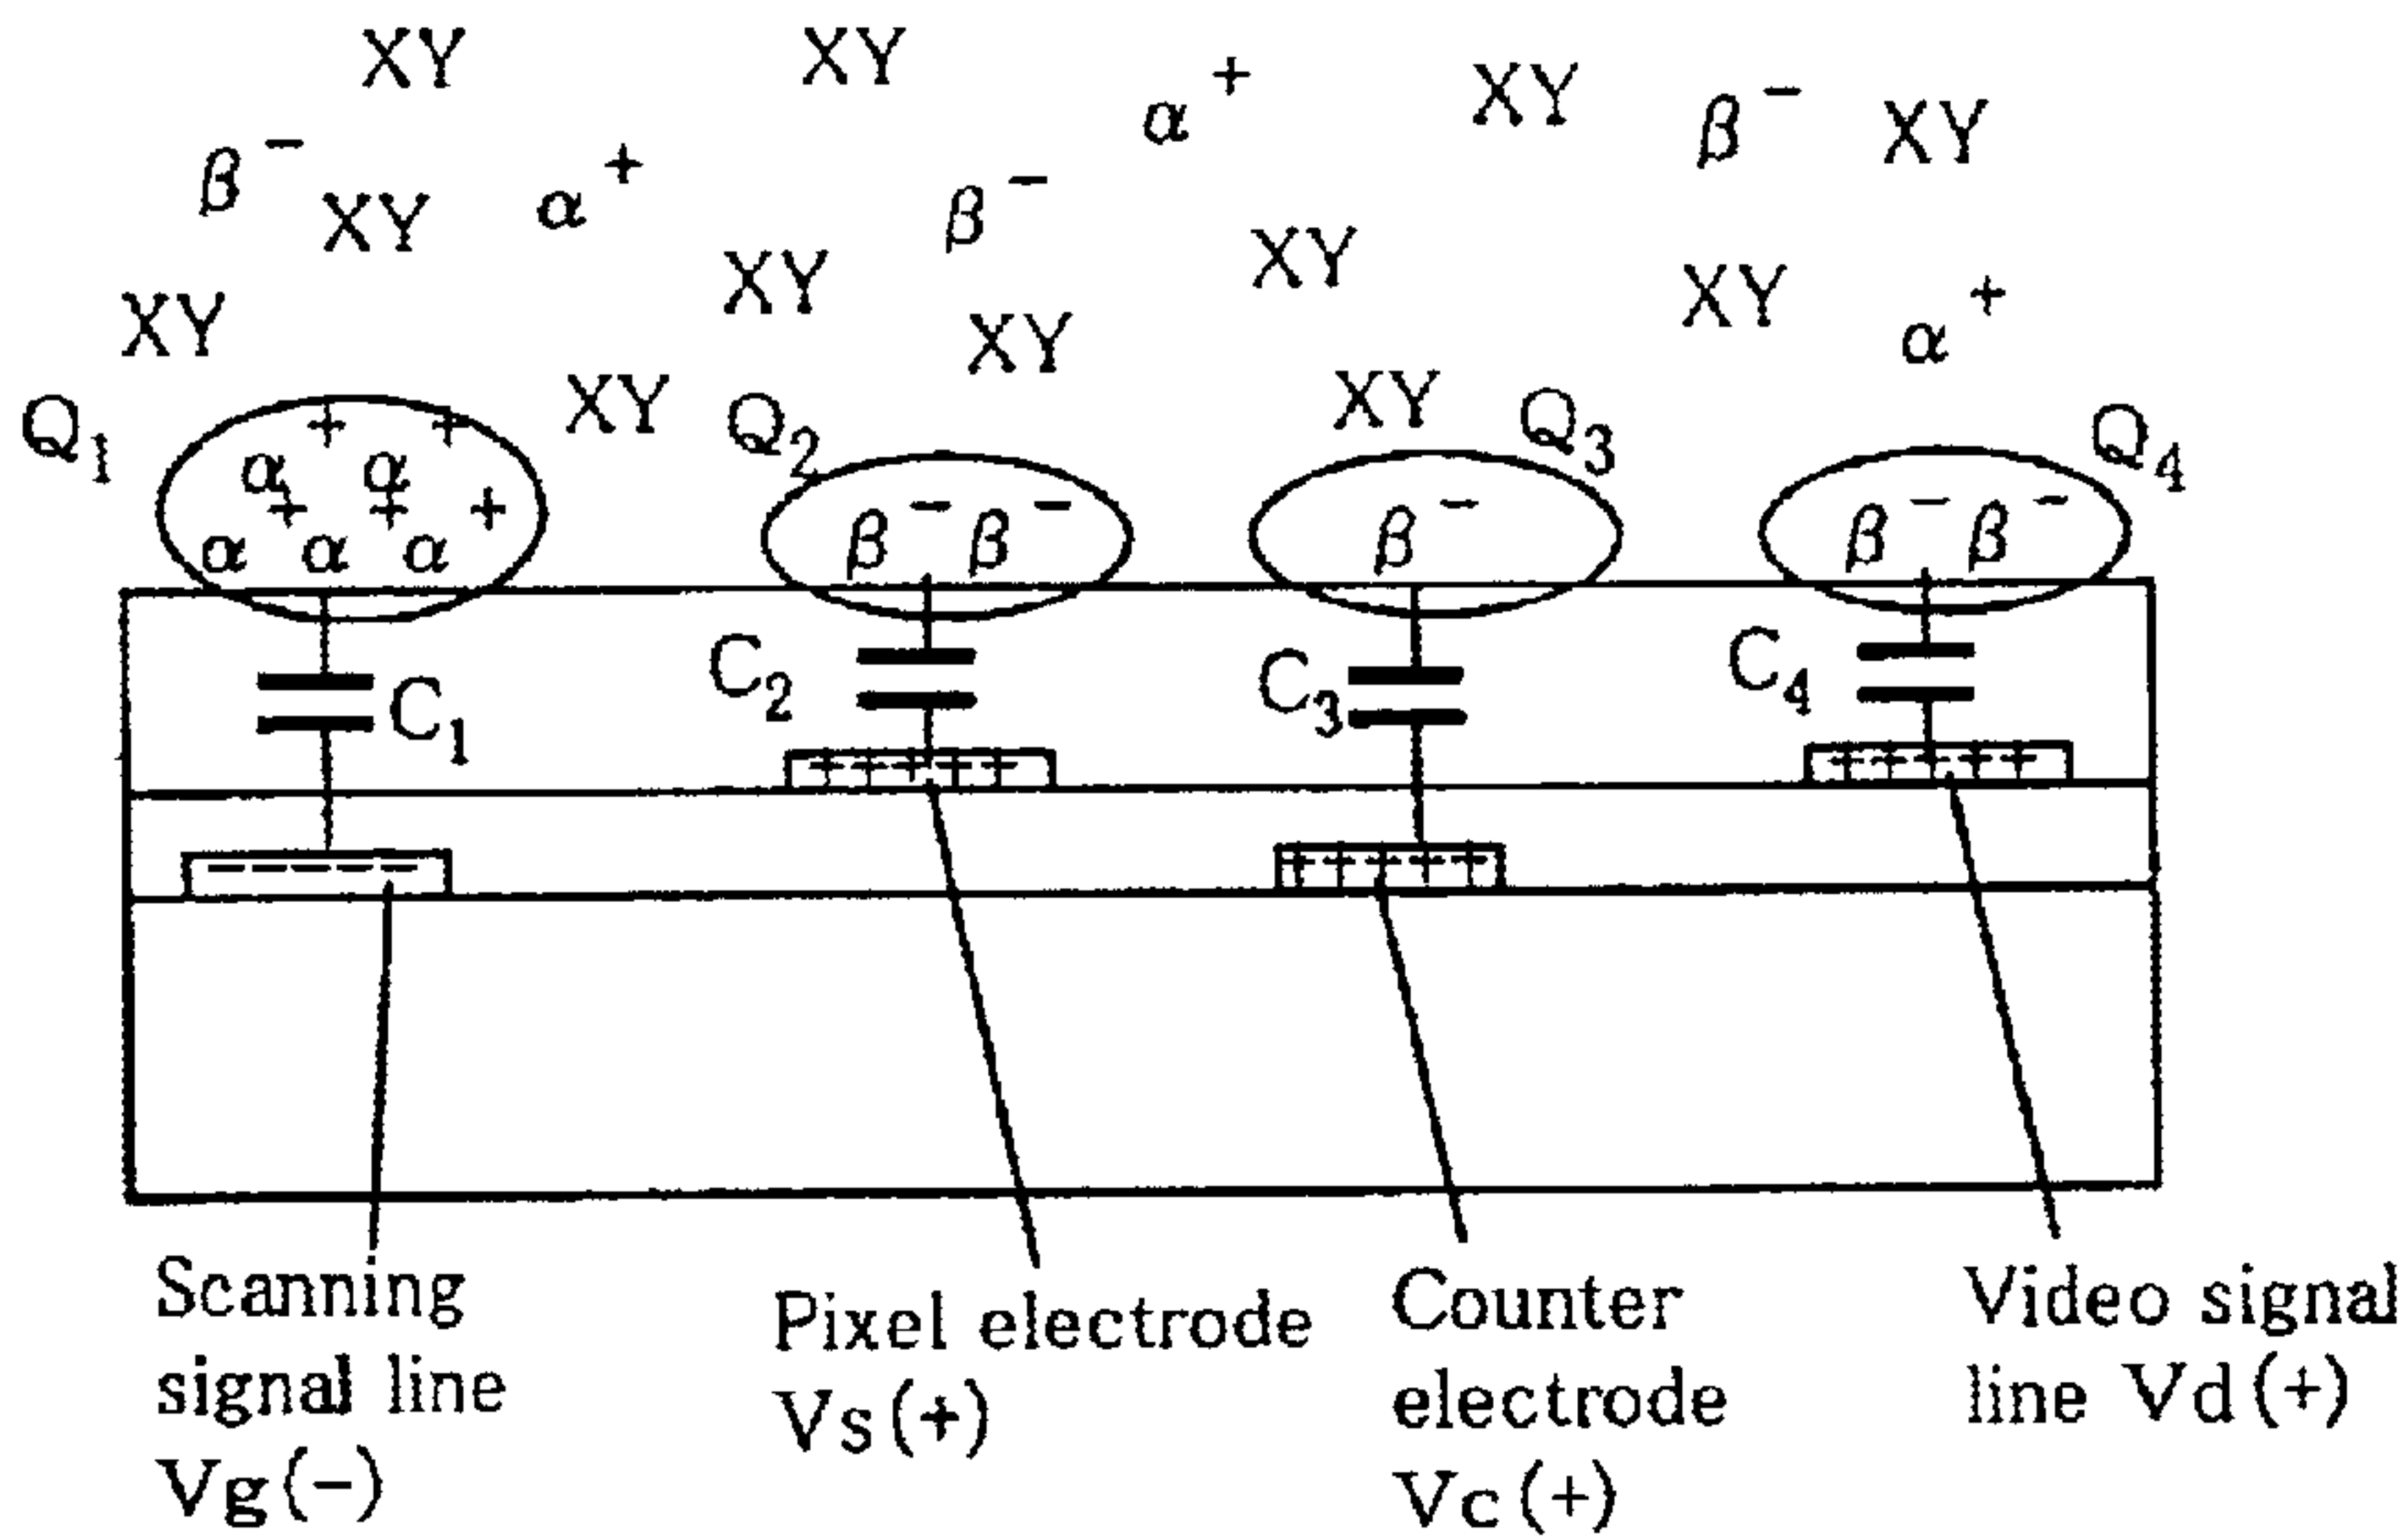 XY XY α+ XY β− XY
β− XY α+ β− XY
XY XY XY XY α+
Q1 XY Q2 XY Q3 Q4
+ +
α α
+ + +
α α α
β− β−
β−
β− β−
C1 C2 C3 C4
+ + + + +
+ + + + +
− − − − −
+ + + + +
Scanning
signal line
Vg(−)
Pixel electrode
Vs(+)
Counter
electrode
Vc(+)
Video signal
line Vd(+)